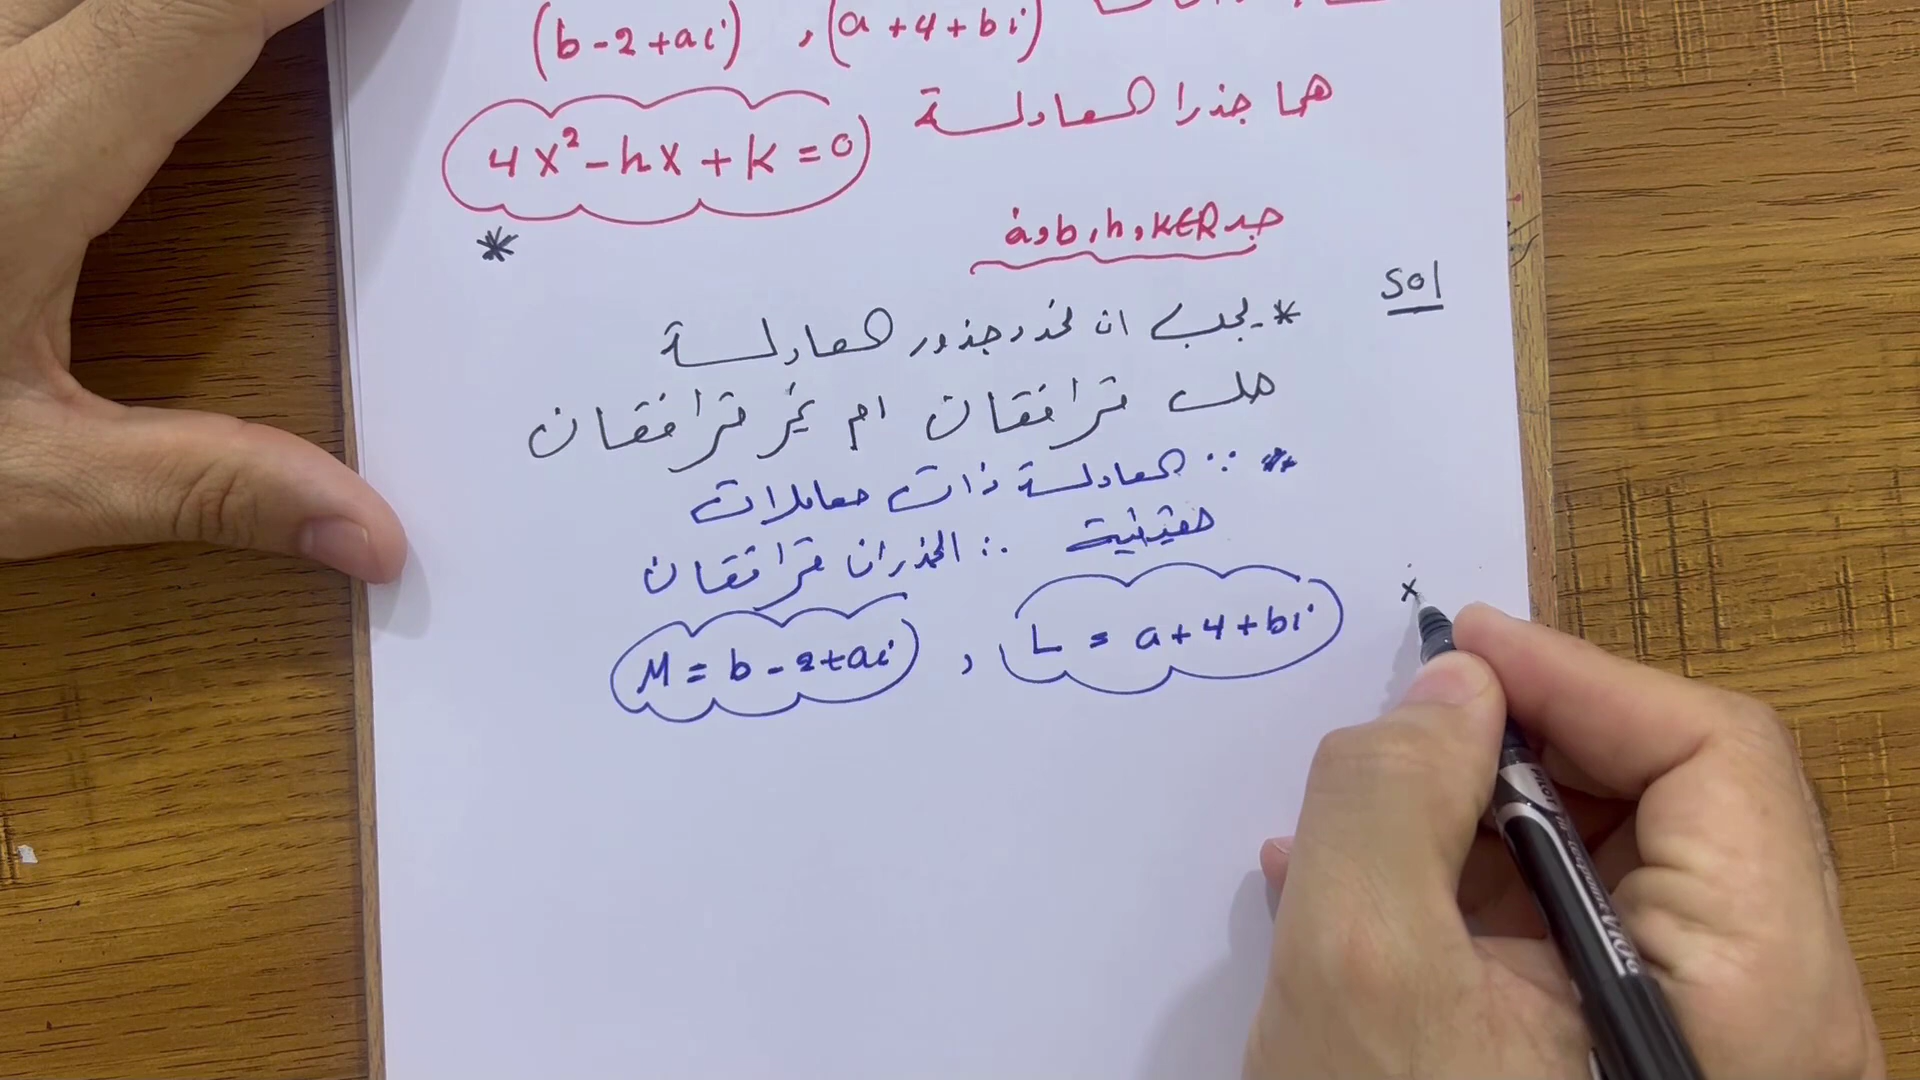 (a+4+bi) , (b-2+ai)
هما جذرا المعادلة
4x²-hx+k=0
جد a,b,h,k∈R
*
Sol
*يجب ان نحدد جذور المعادلة
هل مترافقان ام غير مترافقان
* ∵ المعادلة ذات معاملات
حقيقية ∴ الجذران مترافقان
L = a+4+bi , M = b-2+ai
x
PILOT